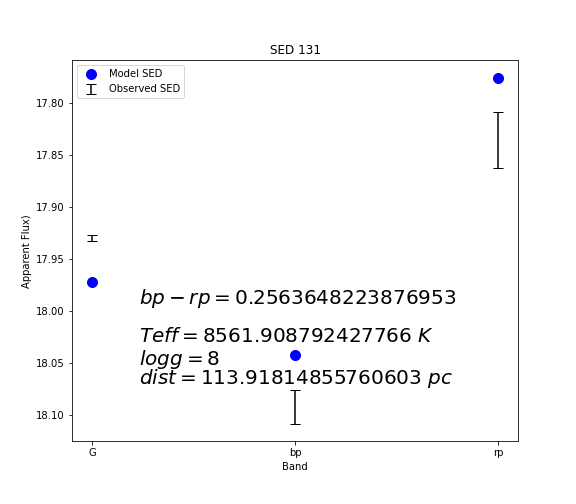 SED 131
Model SED
Observed SED
17.80
17.85
17.90
17.95
18.00
18.05
18.10
Apparent Flux)
bp − rp = 0.2563648223876953
Teff = 8561.908792427766 K
logg = 8
dist = 113.91814855760603 pc
G bp rp
Band